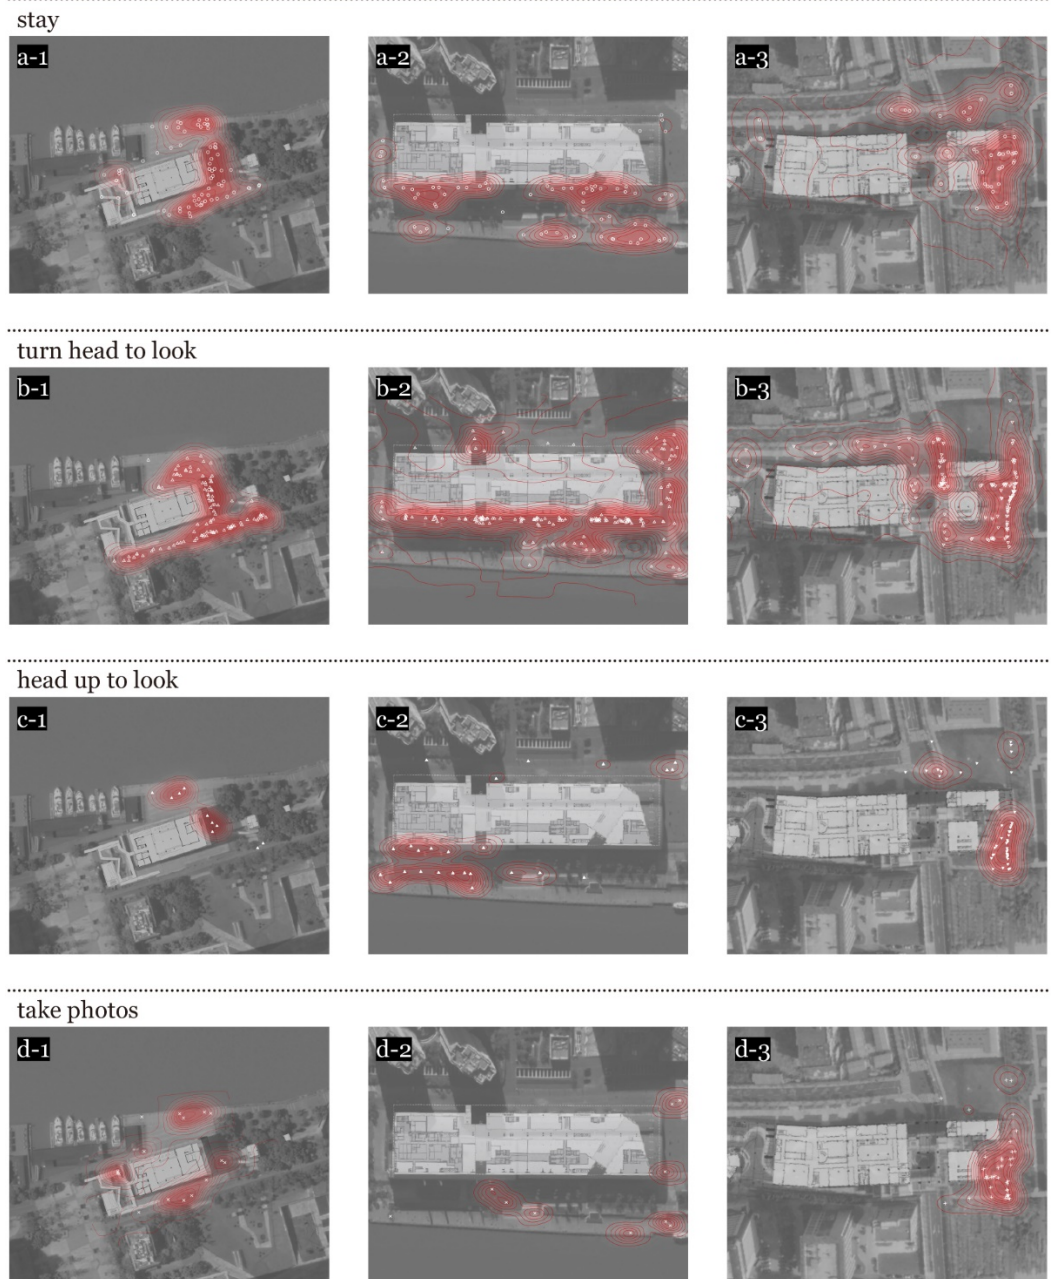 stay
a-1
a-2
a-3
turn head to look
b-1
b-2
b-3
head up to look
c-1
c-2
c-3
take photos
d-1
d-2
d-3